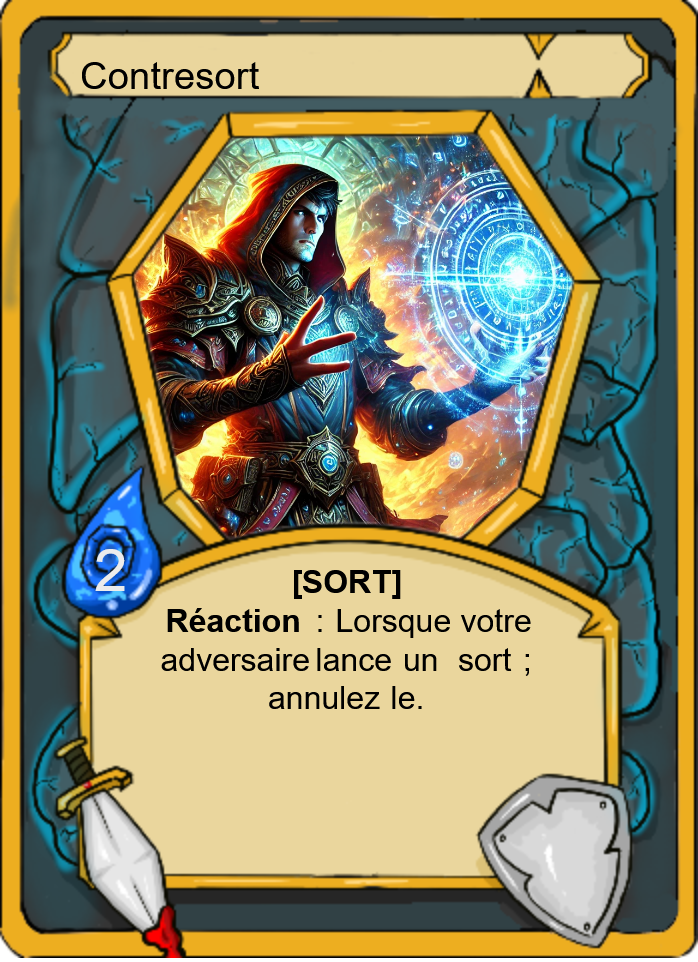 Contresort
2
[SORT]
Réaction : Lorsque votre
adversaire lance un sort ;
annulez le.